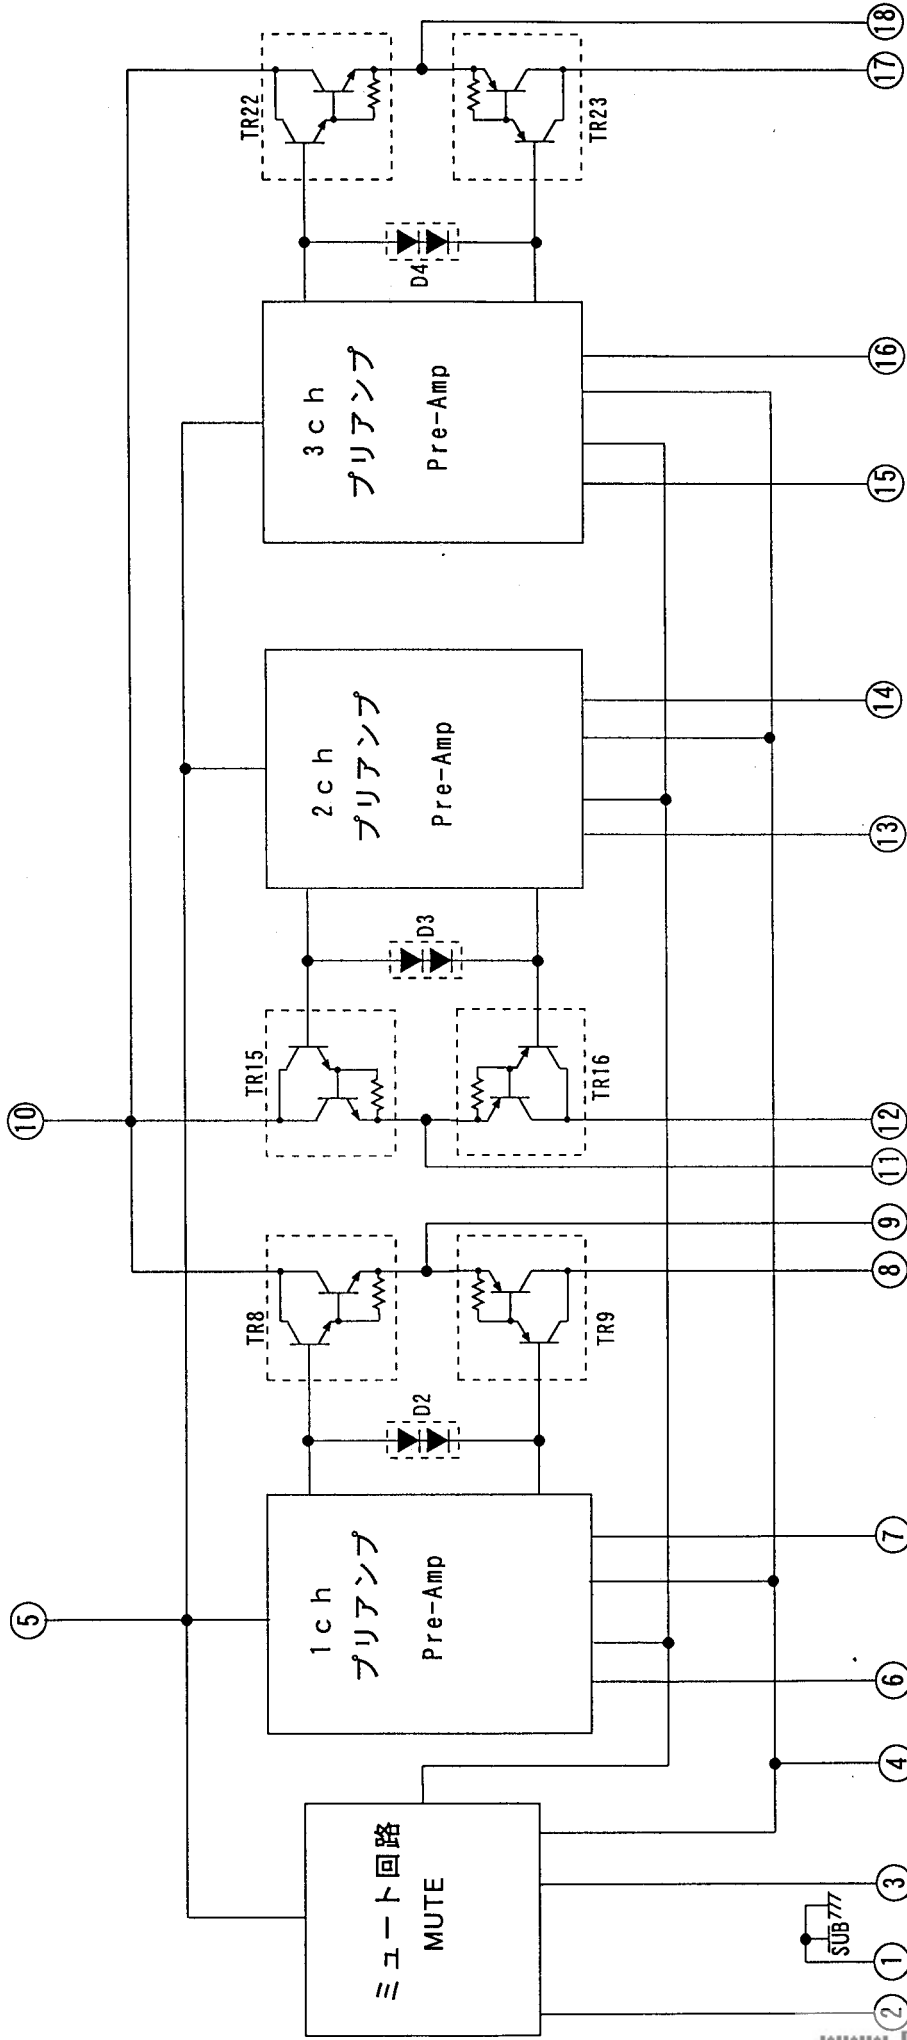 ⑩
⑤
TR8
TR15
TR22
D2
D3
D4
TR9
TR16
TR23
ミュート回路
MUTE
1ch
プリアンプ
Pre-Amp
2ch
プリアンプ
Pre-Amp
3ch
プリアンプ
Pre-Amp
SUB
② ① ③ ④ ⑥ ⑦ ⑧ ⑨ ⑪ ⑫ ⑬ ⑭ ⑮ ⑯ ⑰ ⑱